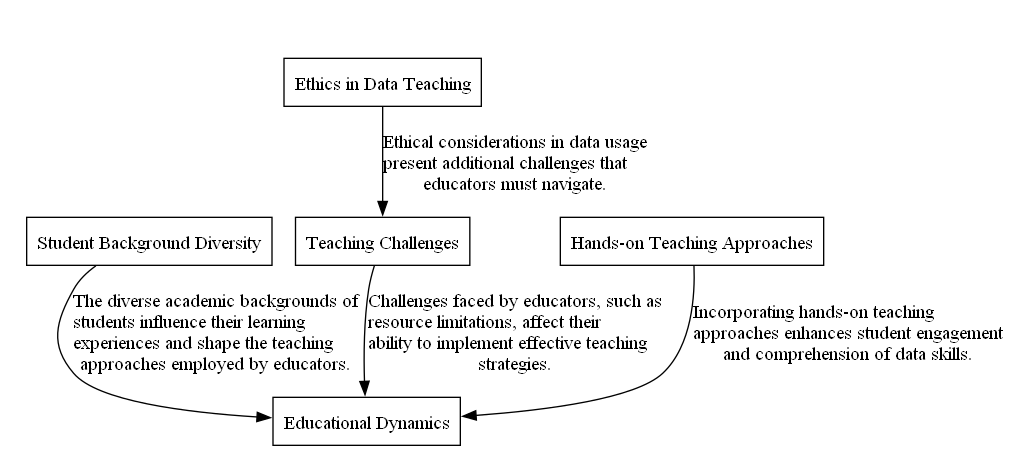 Ethics in Data Teaching
Ethical considerations in data usage
present additional challenges that
educators must navigate.
Student Background Diversity
Teaching Challenges
Hands-on Teaching Approaches
The diverse academic backgrounds of
students influence their learning
experiences and shape the teaching
approaches employed by educators.
Challenges faced by educators, such as
resource limitations, affect their
ability to implement effective teaching
strategies.
Incorporating hands-on teaching
approaches enhances student engagement
and comprehension of data skills.
Educational Dynamics